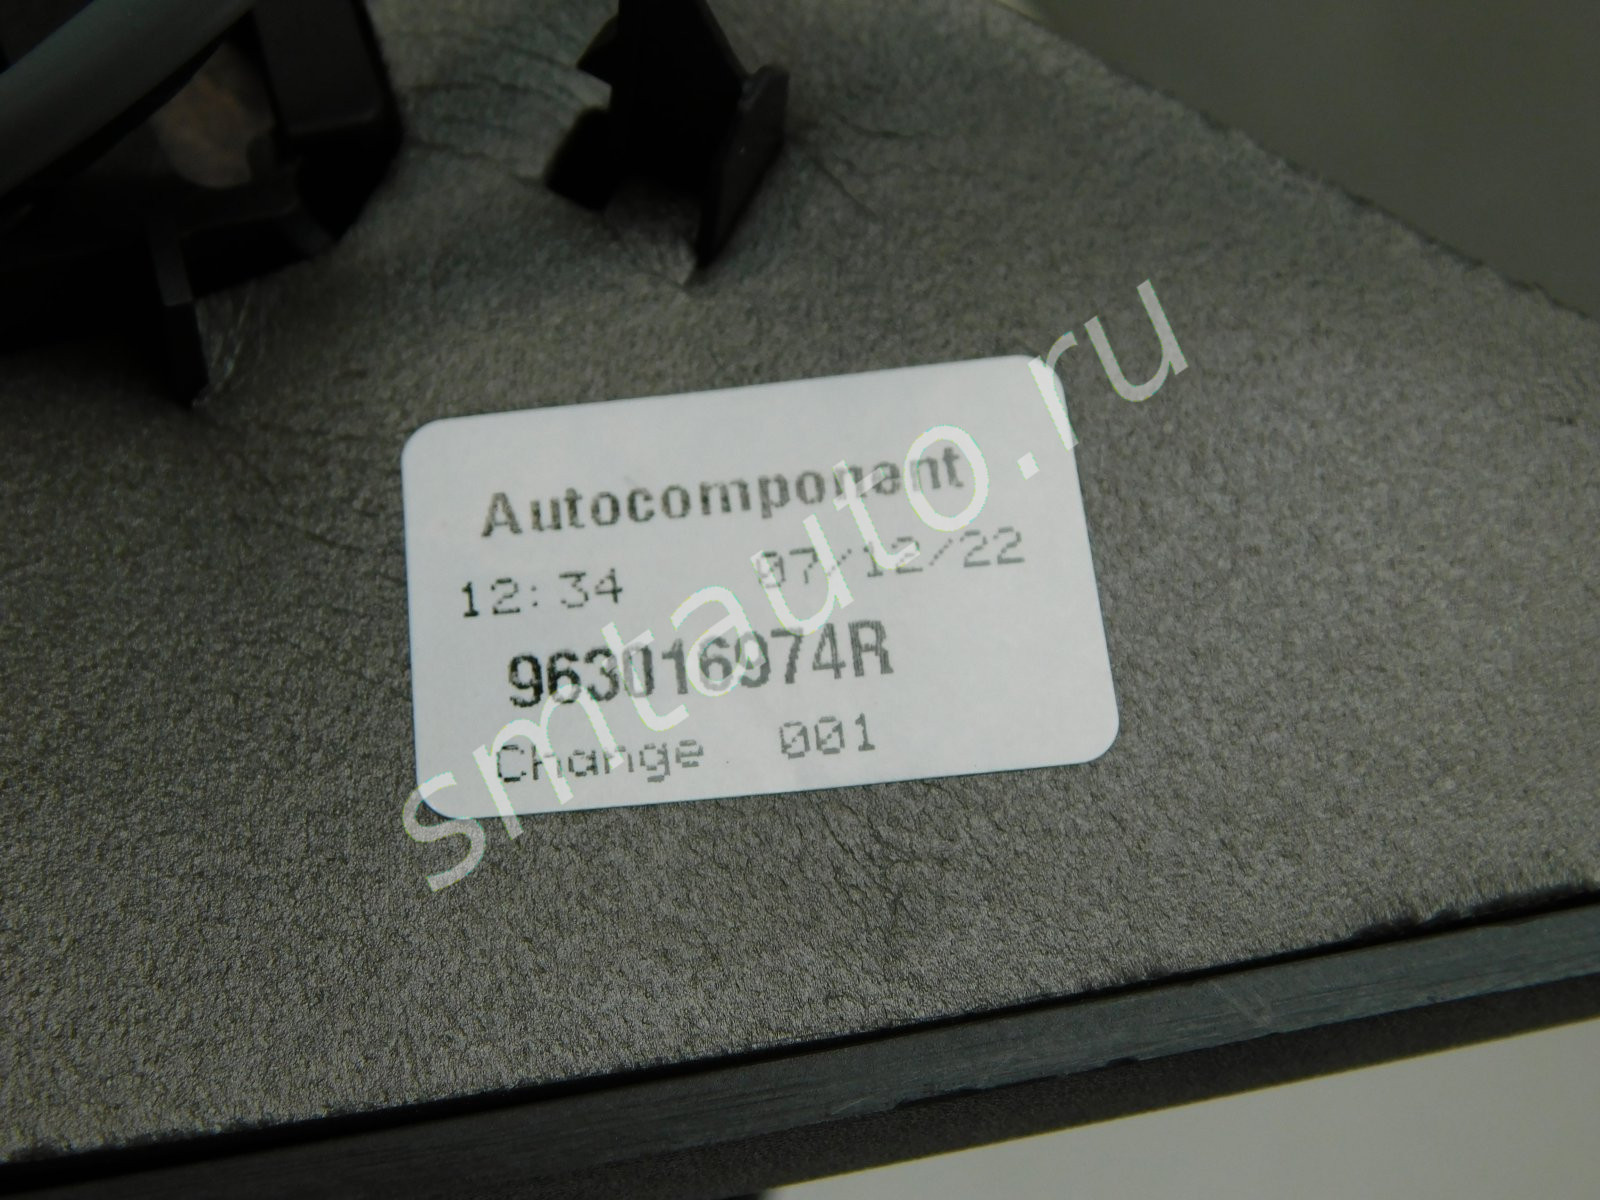 Autocomponent
12:34 07/12/22
963016974R
Change 001
smtauto.ru